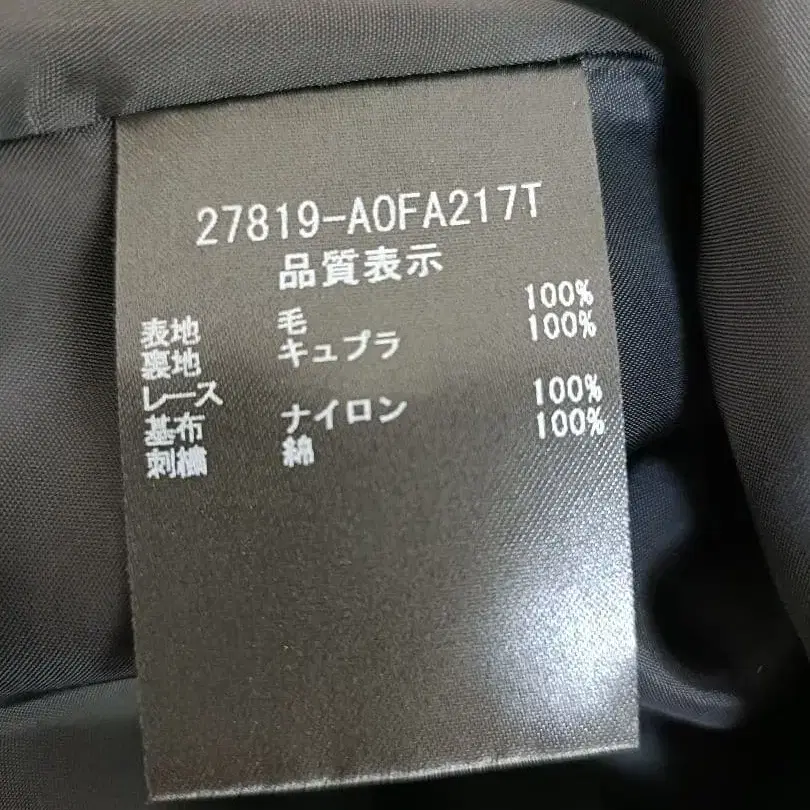 27819-A0FA217T
品質表示
表地 毛 100%
裏地 キュプラ 100%
レース
基布 ナイロン 100%
刺繍 綿 100%